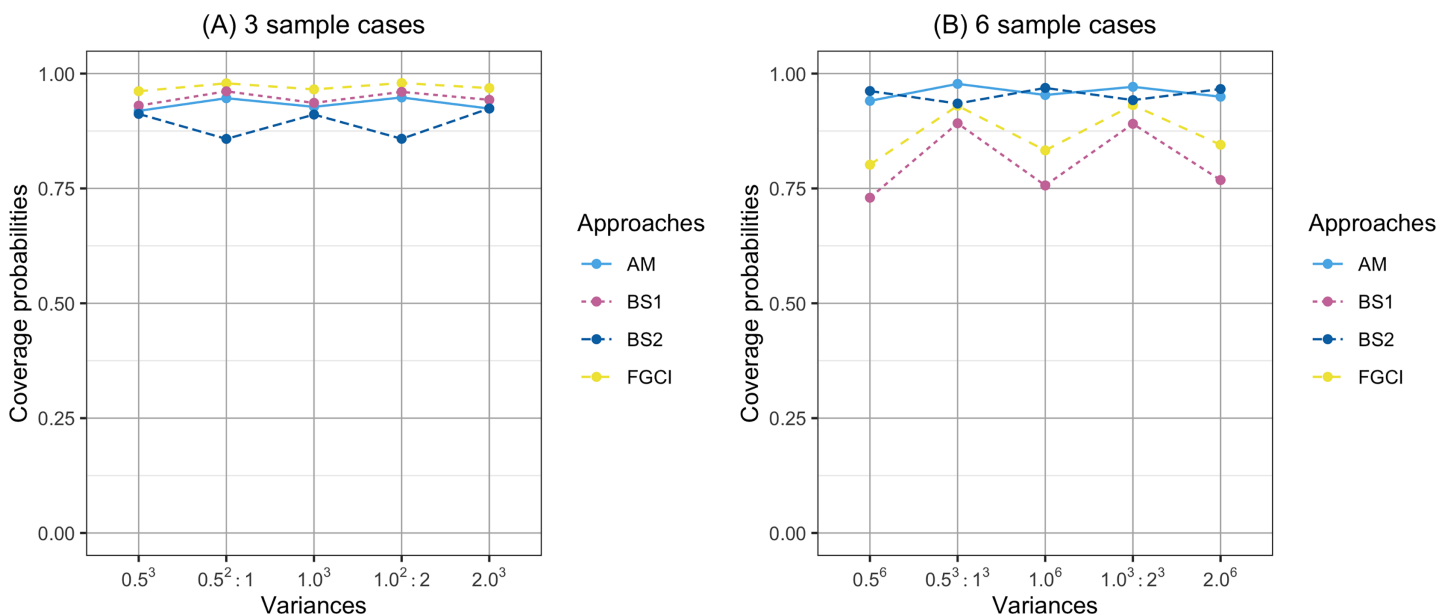 (A) 3 sample cases
Coverage probabilities
1.00
0.75
0.50
0.25
0.00
0.5³
0.5² : 1
1.0³
1.0² : 2
2.0³
Variances
Approaches
AM
BS1
BS2
FGCI
(B) 6 sample cases
Coverage probabilities
1.00
0.75
0.50
0.25
0.00
0.5⁶
0.5³ : 1³
1.0⁶
1.0³ : 2³
2.0⁶
Variances
Approaches
AM
BS1
BS2
FGCI